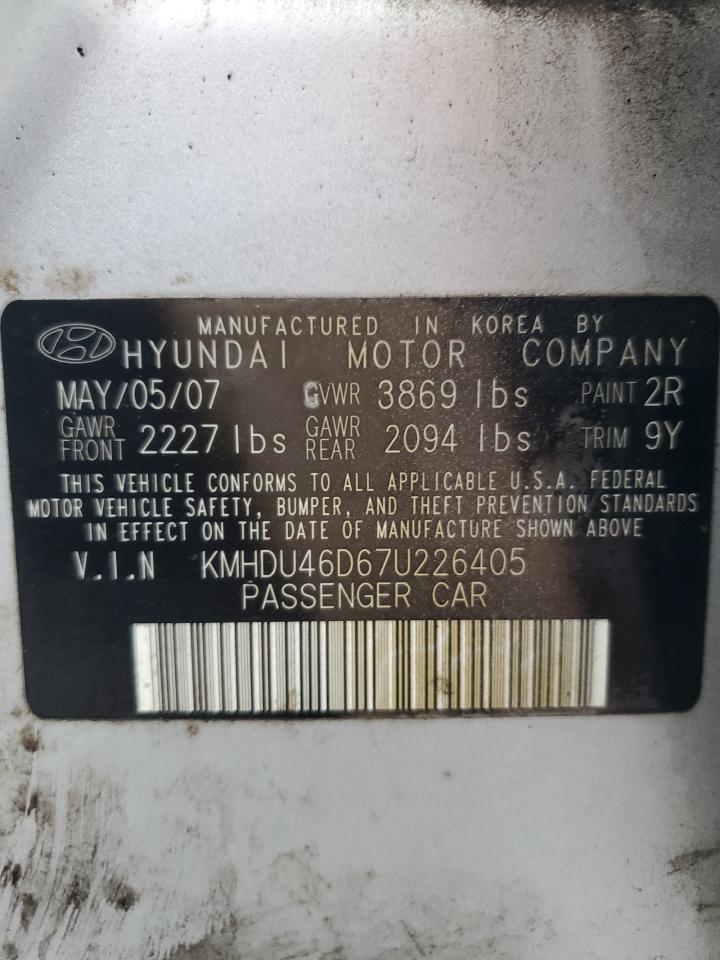 MANUFACTURED IN KOREA BY
HYUNDAI MOTOR COMPANY
MAY/05/07 GVWR 3869 lbs PAINT 2R
GAWR FRONT 2227 lbs GAWR REAR 2094 lbs TRIM 9Y
THIS VEHICLE CONFORMS TO ALL APPLICABLE U.S.A. FEDERAL
MOTOR VEHICLE SAFETY, BUMPER, AND THEFT PREVENTION STANDARDS
IN EFFECT ON THE DATE OF MANUFACTURE SHOWN ABOVE
V.I.N KMHDU46D67U226405
PASSENGER CAR